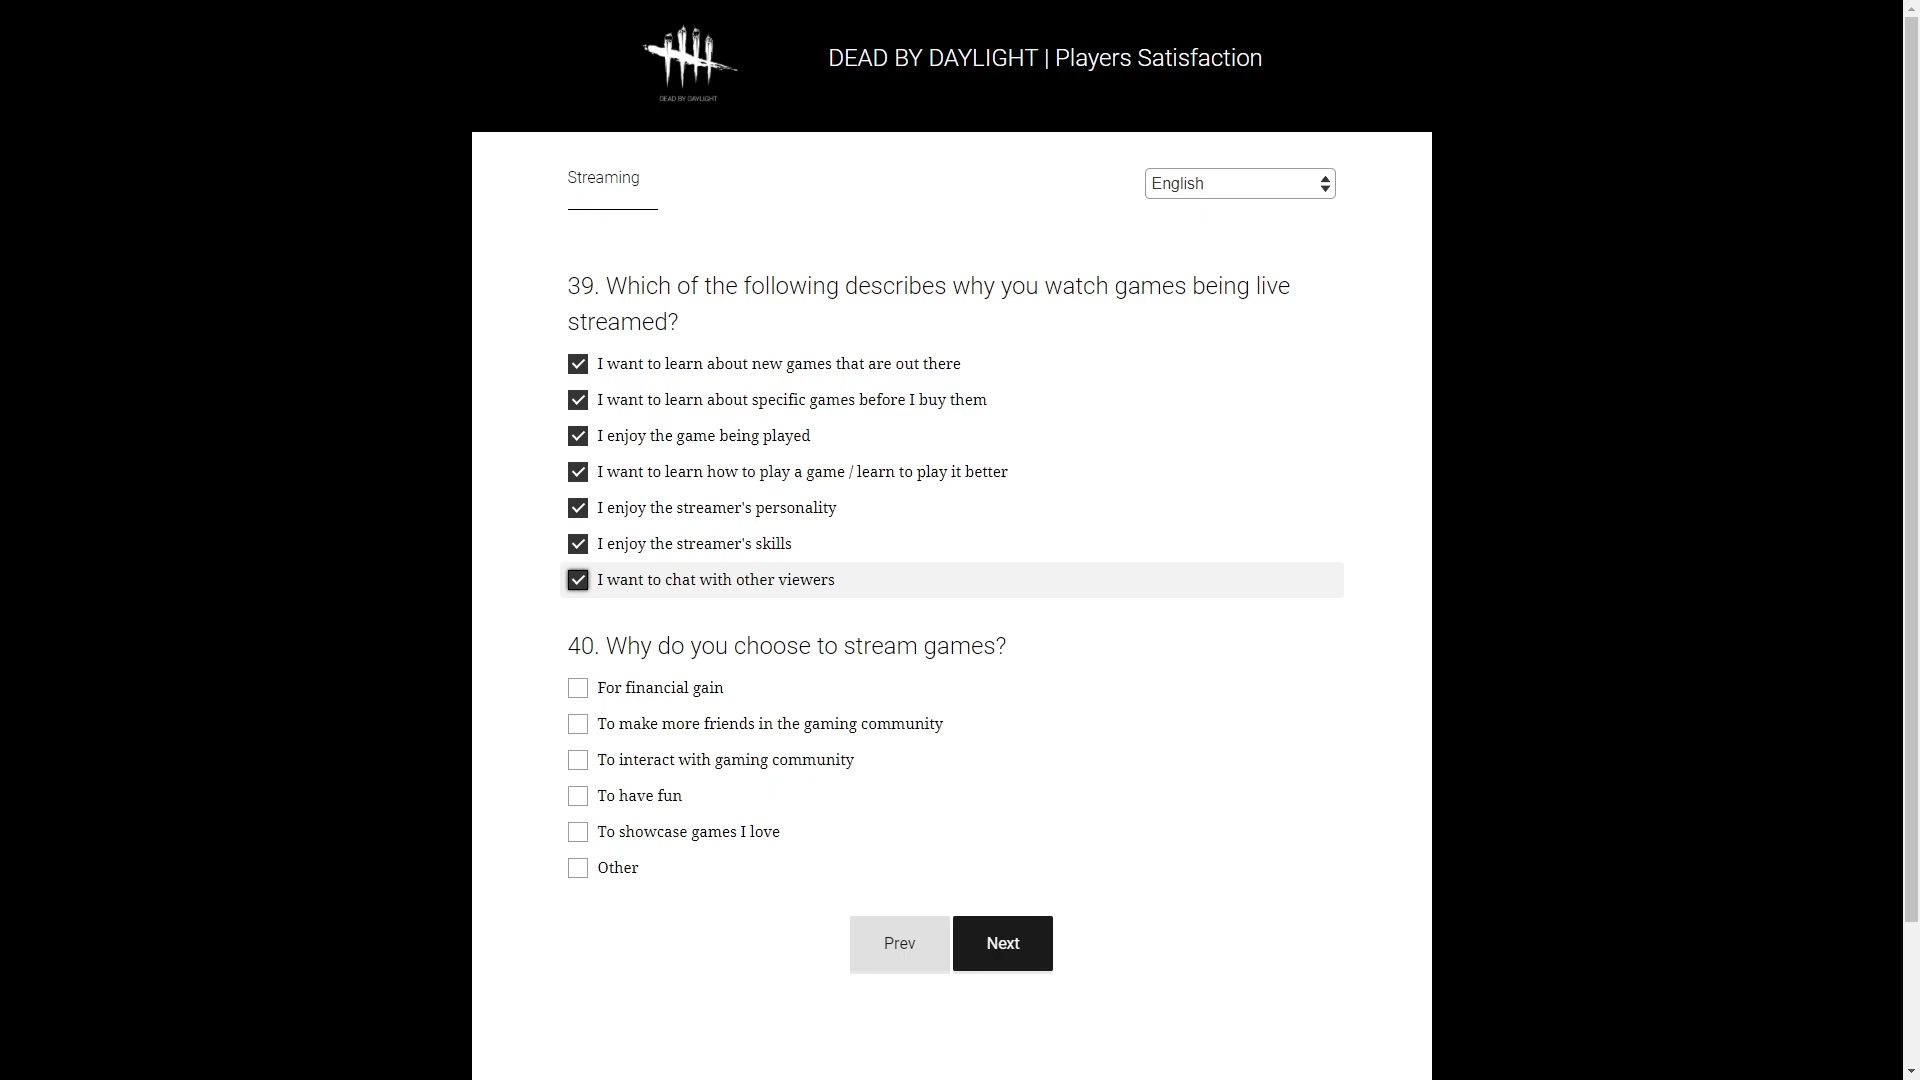 DEAD BY DAYLIGHT
DEAD BY DAYLIGHT | Players Satisfaction
Streaming
English
39. Which of the following describes why you watch games being live
streamed?
I want to learn about new games that are out there
I want to learn about specific games before I buy them
I enjoy the game being played
I want to learn how to play a game / learn to play it better
I enjoy the streamer's personality
I enjoy the streamer's skills
I want to chat with other viewers
40. Why do you choose to stream games?
For financial gain
To make more friends in the gaming community
To interact with gaming community
To have fun
To showcase games I love
Other
Prev
Next